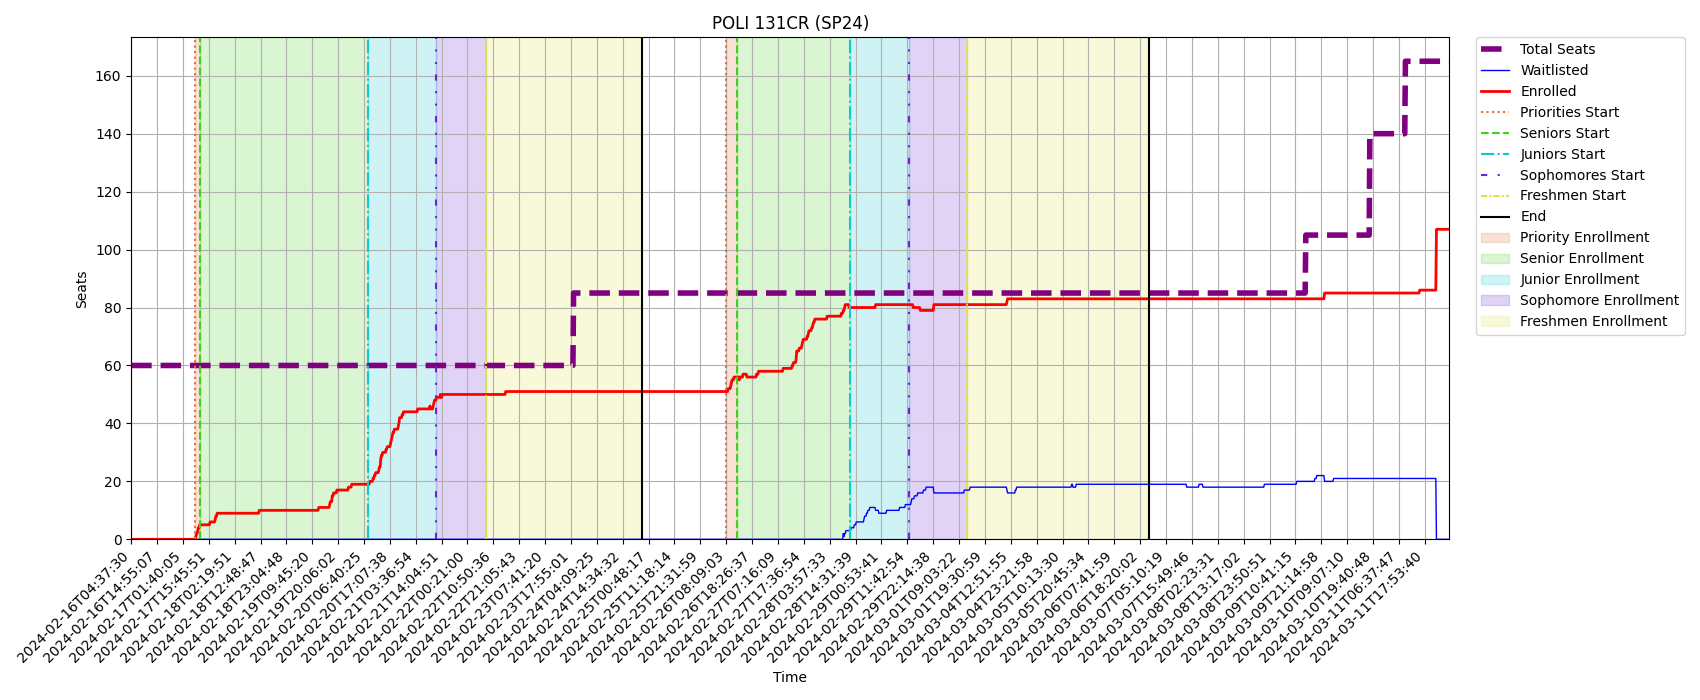 POLI 131CR (SP24)
Seats
160
140
120
100
80
60
40
20
0
2024-02-16T04:37:30
2024-02-16T14:55:07
2024-02-17T01:40:05
2024-02-17T15:45:51
2024-02-18T02:19:51
2024-02-18T12:48:47
2024-02-18T23:04:48
2024-02-19T09:45:20
2024-02-19T20:06:02
2024-02-20T06:40:25
2024-02-20T17:07:38
2024-02-21T03:36:54
2024-02-21T14:04:51
2024-02-22T00:21:00
2024-02-22T10:50:36
2024-02-22T21:05:43
2024-02-23T07:41:20
2024-02-23T17:55:01
2024-02-24T04:09:25
2024-02-24T14:34:32
2024-02-25T00:48:17
2024-02-25T11:18:14
2024-02-25T21:31:59
2024-02-26T08:09:03
2024-02-26T18:26:37
2024-02-27T07:16:09
2024-02-27T17:36:54
2024-02-28T03:57:33
2024-02-28T14:31:39
2024-02-29T00:53:41
2024-02-29T11:42:54
2024-02-29T22:14:38
2024-03-01T09:03:22
2024-03-01T19:30:59
2024-03-04T12:51:55
2024-03-04T23:21:58
2024-03-05T10:13:30
2024-03-05T20:45:34
2024-03-06T07:41:59
2024-03-06T18:20:02
2024-03-07T05:10:19
2024-03-07T15:49:46
2024-03-08T02:23:31
2024-03-08T13:17:02
2024-03-08T23:50:51
2024-03-09T10:41:15
2024-03-09T21:14:58
2024-03-10T09:07:10
2024-03-10T19:40:48
2024-03-11T06:37:47
2024-03-11T17:53:40
Time
Total Seats
Waitlisted
Enrolled
Priorities Start
Seniors Start
Juniors Start
Sophomores Start
Freshmen Start
End
Priority Enrollment
Senior Enrollment
Junior Enrollment
Sophomore Enrollment
Freshmen Enrollment